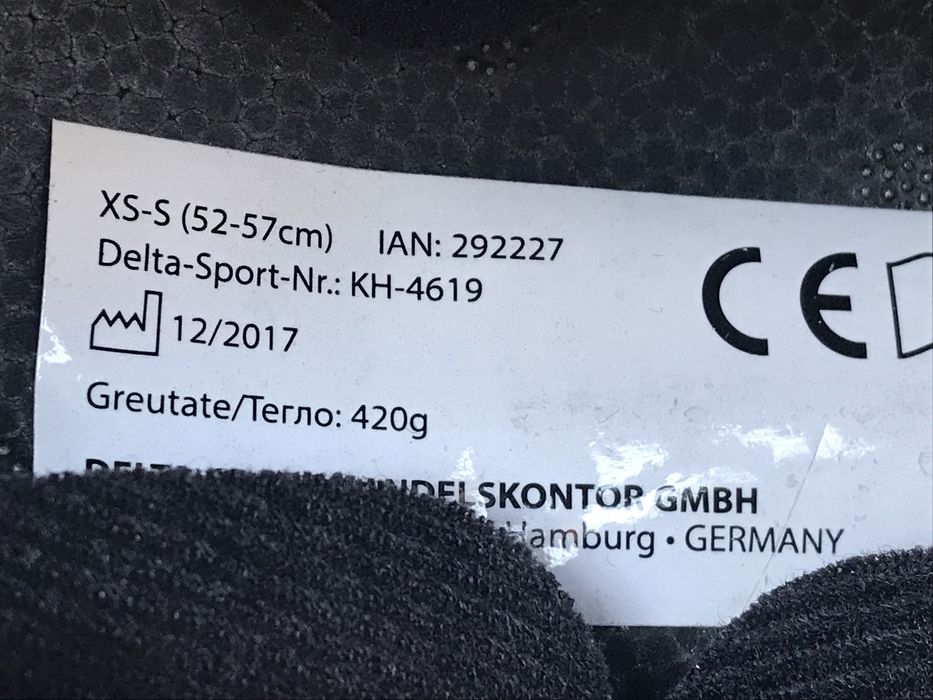 XS-S (52-57cm) IAN: 292227
Delta-Sport-Nr.: KH-4619
12/2017
Greutate/Тегло: 420g
CE
GMBH
Hamburg • GERMANY